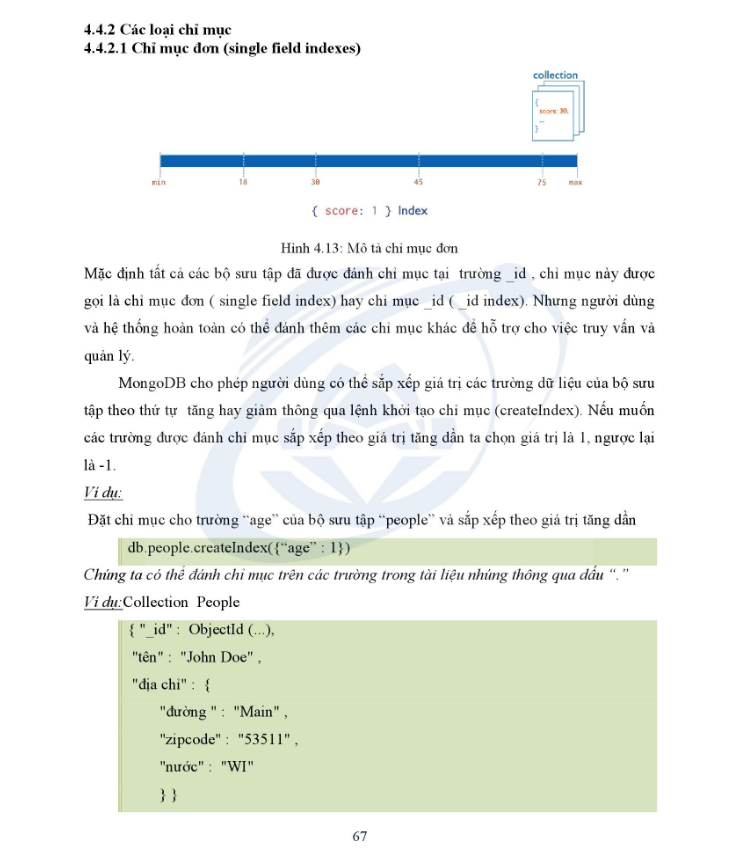 4.4.2 Các loại chỉ mục
4.4.2.1 Chỉ mục đơn (single field indexes)
collection
{
score: 30,
...
}
min 18 30 45 75 max
{ score: 1 } Index
Hình 4.13: Mô tả chỉ mục đơn
Mặc định tất cả các bộ sưu tập đã được đánh chỉ mục tại trường _id , chỉ mục này được
gọi là chỉ mục đơn ( single field index) hay chỉ mục _id ( _id index). Nhưng người dùng
và hệ thống hoàn toàn có thể đánh thêm các chỉ mục khác để hỗ trợ cho việc truy vấn và
quản lý.
MongoDB cho phép người dùng có thể sắp xếp giá trị các trường dữ liệu của bộ sưu
tập theo thứ tự tăng hay giảm thông qua lệnh khởi tạo chỉ mục (createIndex). Nếu muốn
các trường được đánh chỉ mục sắp xếp theo giá trị tăng dần ta chọn giá trị là 1, ngược lại
là -1.
Ví dụ:
Đặt chỉ mục cho trường “age” của bộ sưu tập “people” và sắp xếp theo giá trị tăng dần
db.people.createIndex({“age” : 1})
Chúng ta có thể đánh chỉ mục trên các trường trong tài liệu nhúng thông qua dấu “.”
Ví dụ:Collection People
{ "_id" : ObjectId (...),
"tên" : "John Doe" ,
"địa chỉ" : {
"đường " : "Main" ,
"zipcode" : "53511" ,
"nước" : "WI"
} }
67